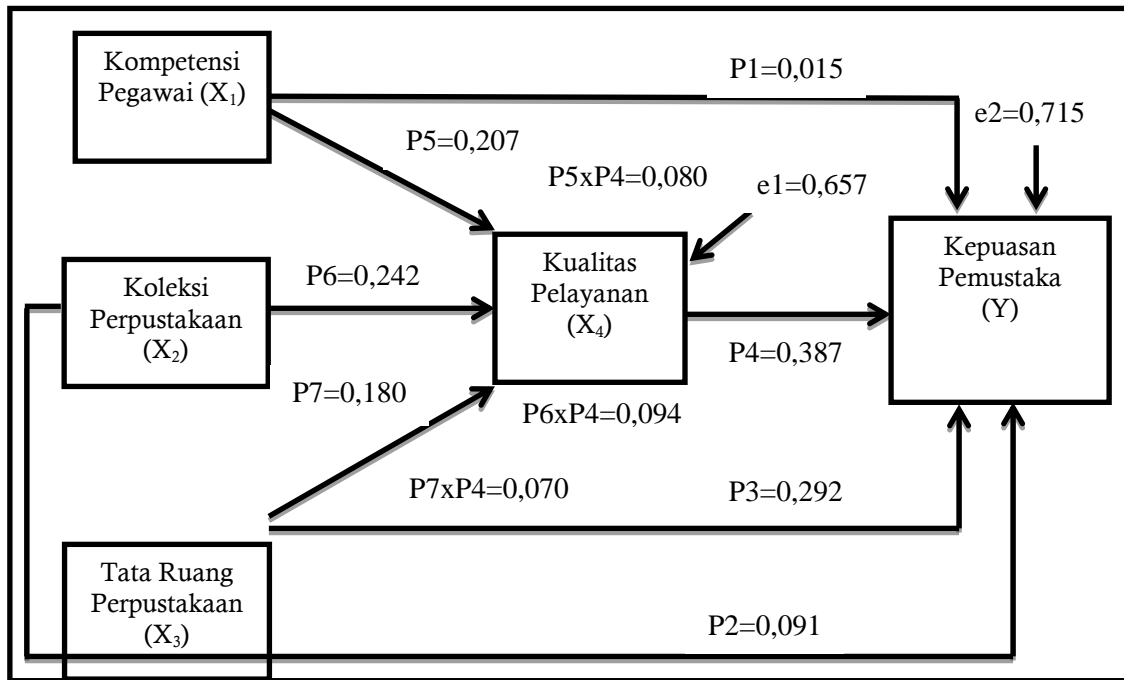 Kompetensi
Pegawai (X₁)
P1=0,015
e2=0,715
P5=0,207
P5xP4=0,080
e1=0,657
Kualitas
Pelayanan
(X₄)
Kepuasan
Pemustaka
(Y)
Koleksi
Perpustakaan
(X₂)
P6=0,242
P4=0,387
P7=0,180
P6xP4=0,094
P7xP4=0,070
P3=0,292
Tata Ruang
Perpustakaan
(X₃)
P2=0,091